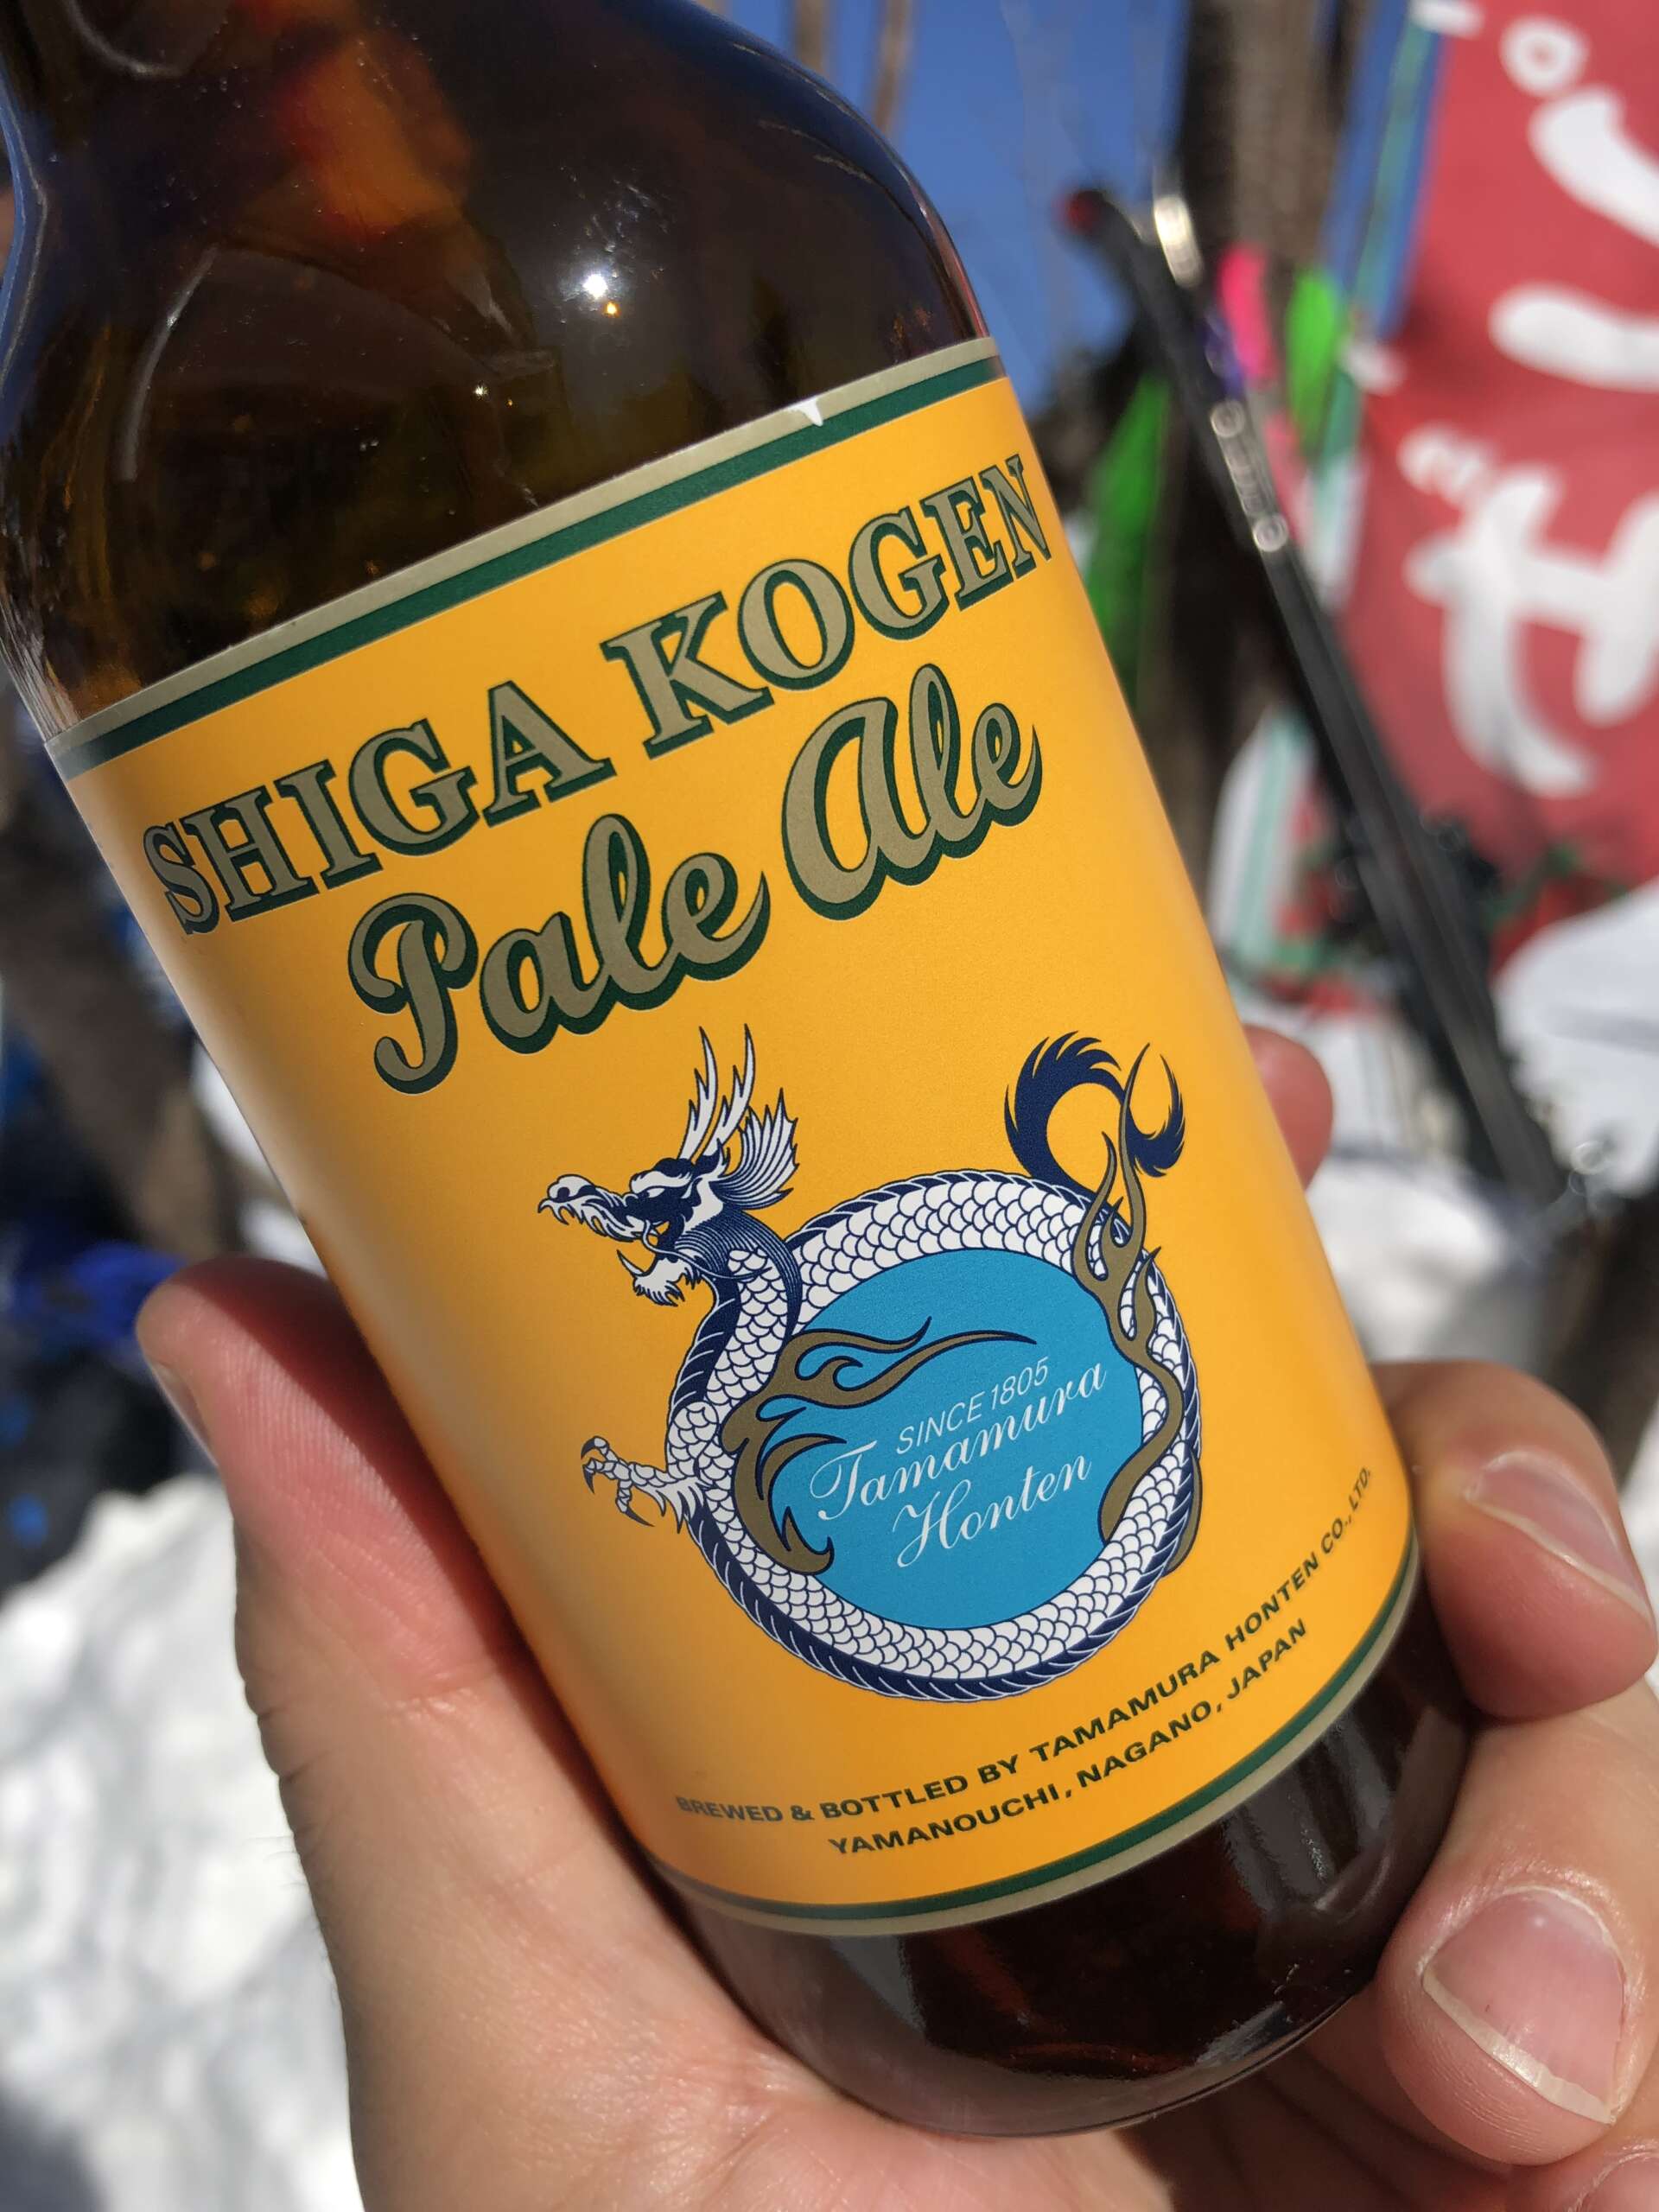 SHIGA KOGEN
Pale Ale
SINCE 1805
Tamamura
Honten
BREWED & BOTTLED BY TAMAMURA HONTEN CO., LTD.
YAMANOUCHI, NAGANO, JAPAN